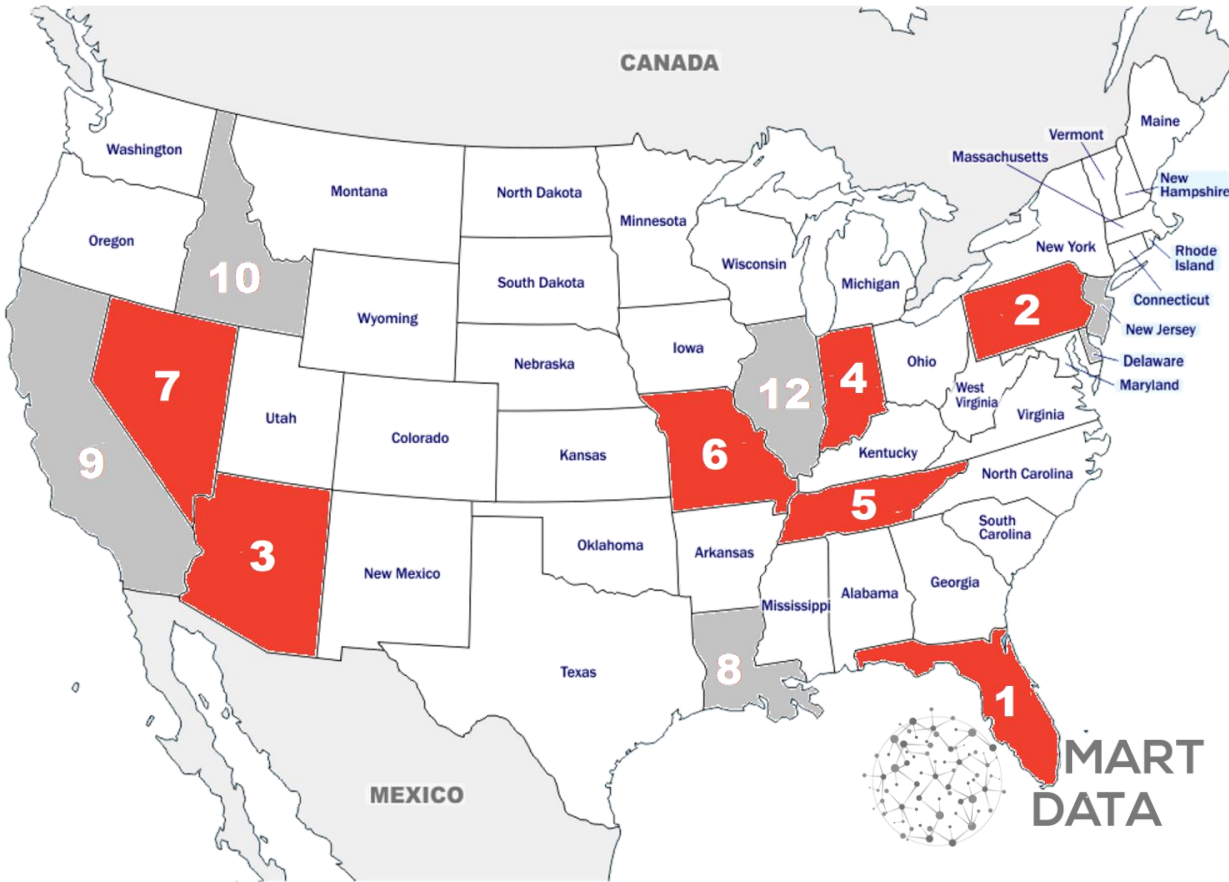 CANADA
Washington
Montana
North Dakota
Minnesota
Maine
Vermont
Massachusetts
New
Hampshire
Oregon
10
South Dakota
Wisconsin
Michigan
New York
Rhode
Island
Connecticut
Wyoming
Nebraska
Iowa
2
New Jersey
Delaware
Maryland
7
Utah
Colorado
Kansas
12
4
Ohio
West
Virginia
Virginia
9
6
Kentucky
North Carolina
5
South
Carolina
3
New Mexico
Oklahoma
Arkansas
Mississippi
Alabama
Georgia
Texas
8
1
MEXICO
MART
DATA